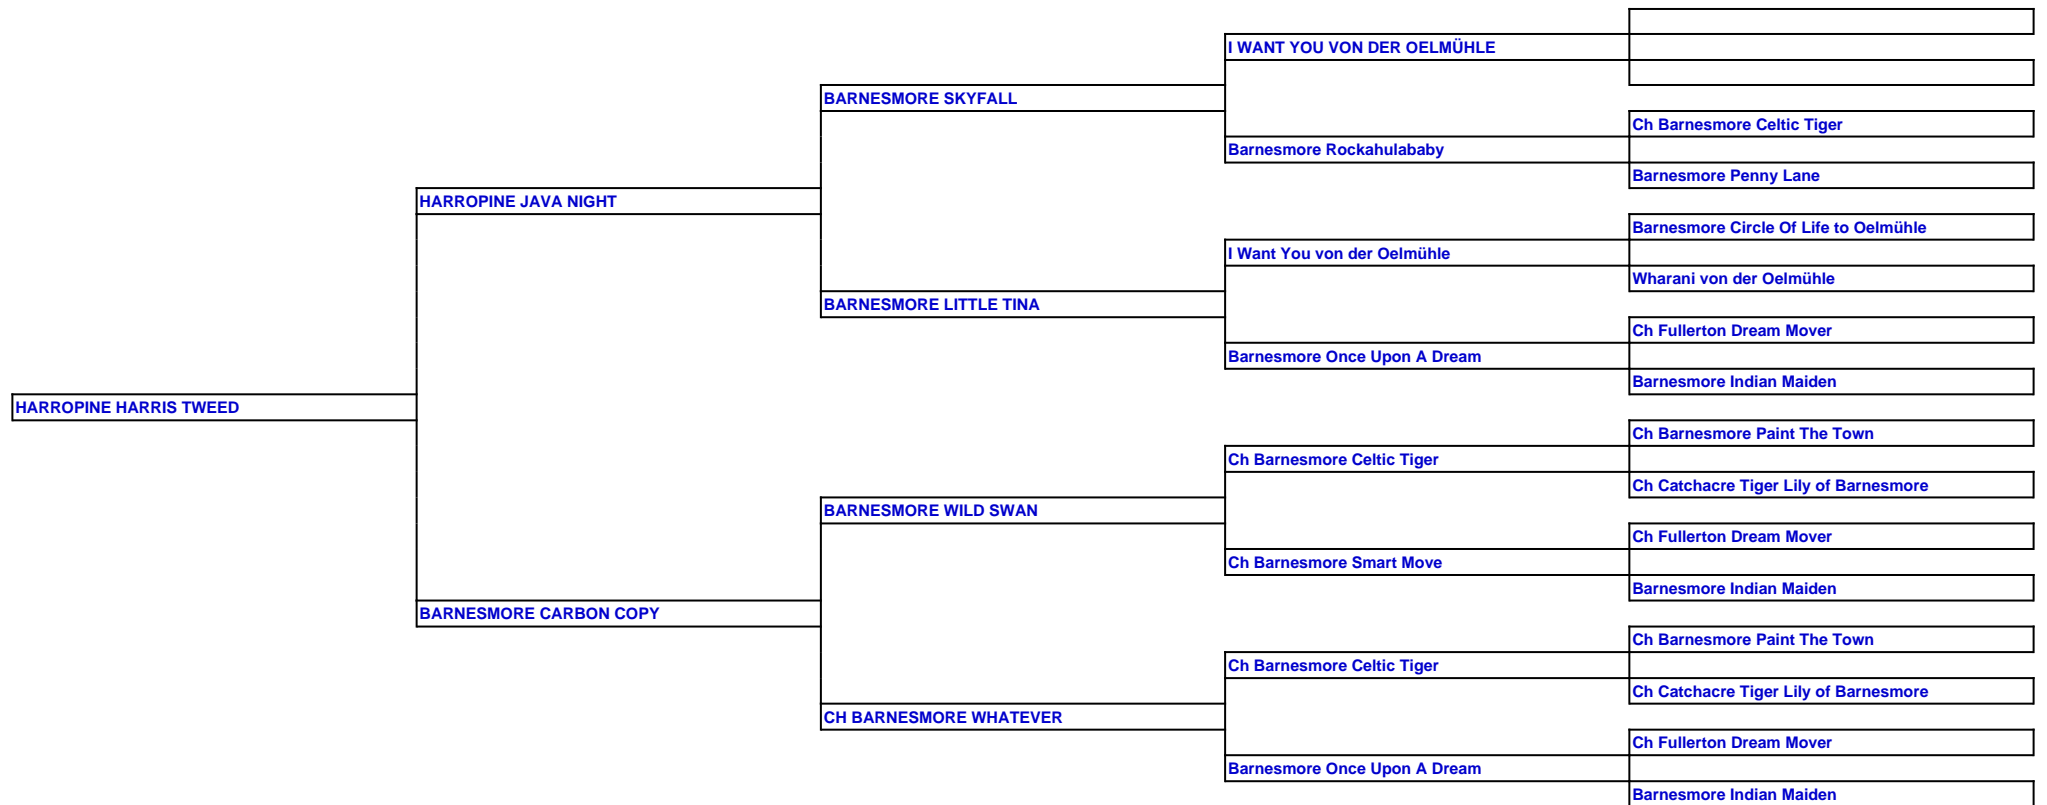 I WANT YOU VON DER OELMÜHLE
BARNESMORE SKYFALL
Ch Barnesmore Celtic Tiger
Barnesmore Rockahulababy
Barnesmore Penny Lane
HARROPINE JAVA NIGHT
Barnesmore Circle Of Life to Oelmühle
I Want You von der Oelmühle
Wharani von der Oelmühle
BARNESMORE LITTLE TINA
Ch Fullerton Dream Mover
Barnesmore Once Upon A Dream
Barnesmore Indian Maiden
HARROPINE HARRIS TWEED
Ch Barnesmore Paint The Town
Ch Barnesmore Celtic Tiger
Ch Catchacre Tiger Lily of Barnesmore
BARNESMORE WILD SWAN
Ch Fullerton Dream Mover
Ch Barnesmore Smart Move
Barnesmore Indian Maiden
BARNESMORE CARBON COPY
Ch Barnesmore Paint The Town
Ch Barnesmore Celtic Tiger
Ch Catchacre Tiger Lily of Barnesmore
CH BARNESMORE WHATEVER
Ch Fullerton Dream Mover
Barnesmore Once Upon A Dream
Barnesmore Indian Maiden